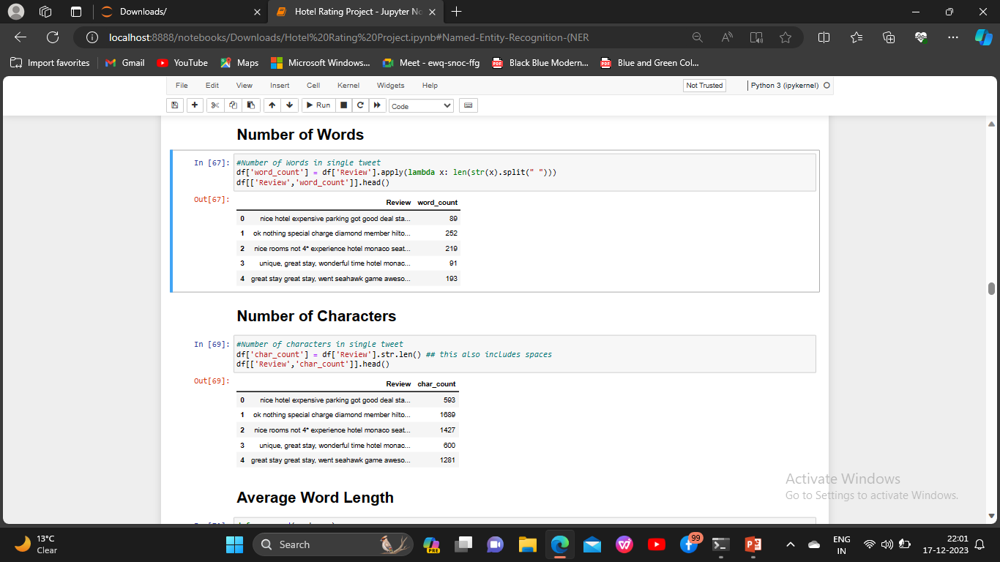 Downloads/
Hotel Rating Project - Jupyter No
localhost:8888/notebooks/Downloads/Hotel%20Rating%20Project.ipynb#Named-Entity-Recognition-(NER
Import favorites Gmail YouTube Maps Microsoft Windows... Meet - ewq-snoc-ffg Black Blue Modern... Blue and Green Col...
File Edit View Insert Cell Kernel Widgets Help Not Trusted Python 3 (ipykernel)
Run Code
Number of Words
In [67]: #Number of Words in single tweet
df['word_count'] = df['Review'].apply(lambda x: len(str(x).split(" ")))
df[['Review','word_count']].head()
Out[67]:
Review word_count
0 nice hotel expensive parking got good deal sta... 89
1 ok nothing special charge diamond member hilto... 252
2 nice rooms not 4* experience hotel monaco seat... 219
3 unique, great stay, wonderful time hotel monac... 91
4 great stay great stay, went seahawk game aweso... 193
Number of Characters
In [69]: #Number of characters in single tweet
df['char_count'] = df['Review'].str.len() ## this also includes spaces
df[['Review','char_count']].head()
Out[69]:
Review char_count
0 nice hotel expensive parking got good deal sta... 593
1 ok nothing special charge diamond member hilto... 1689
2 nice rooms not 4* experience hotel monaco seat... 1427
3 unique, great stay, wonderful time hotel monac... 600
4 great stay great stay, went seahawk game aweso... 1281
Average Word Length
Activate Windows
Go to Settings to activate Windows.
13°C
Clear
Search
PRE
99
ENG
IN
22:01
17-12-2023